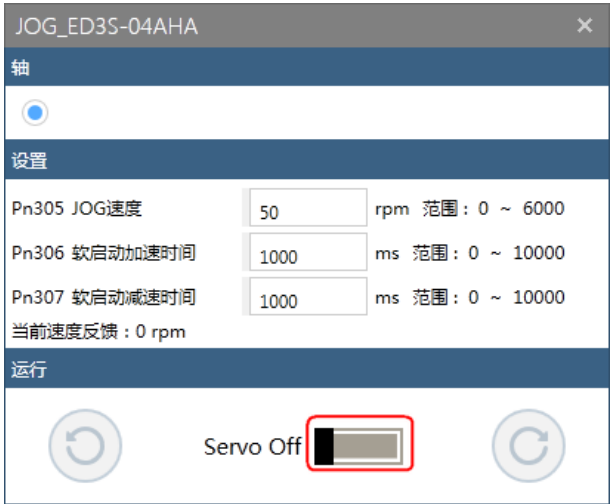 JOG_ED3S-04AHA
轴
设置
Pn305 JOG速度 50 rpm 范围：0 ~ 6000
Pn306 软启动加速时间 1000 ms 范围：0 ~ 10000
Pn307 软启动减速时间 1000 ms 范围：0 ~ 10000
当前速度反馈：0 rpm
运行
Servo Off